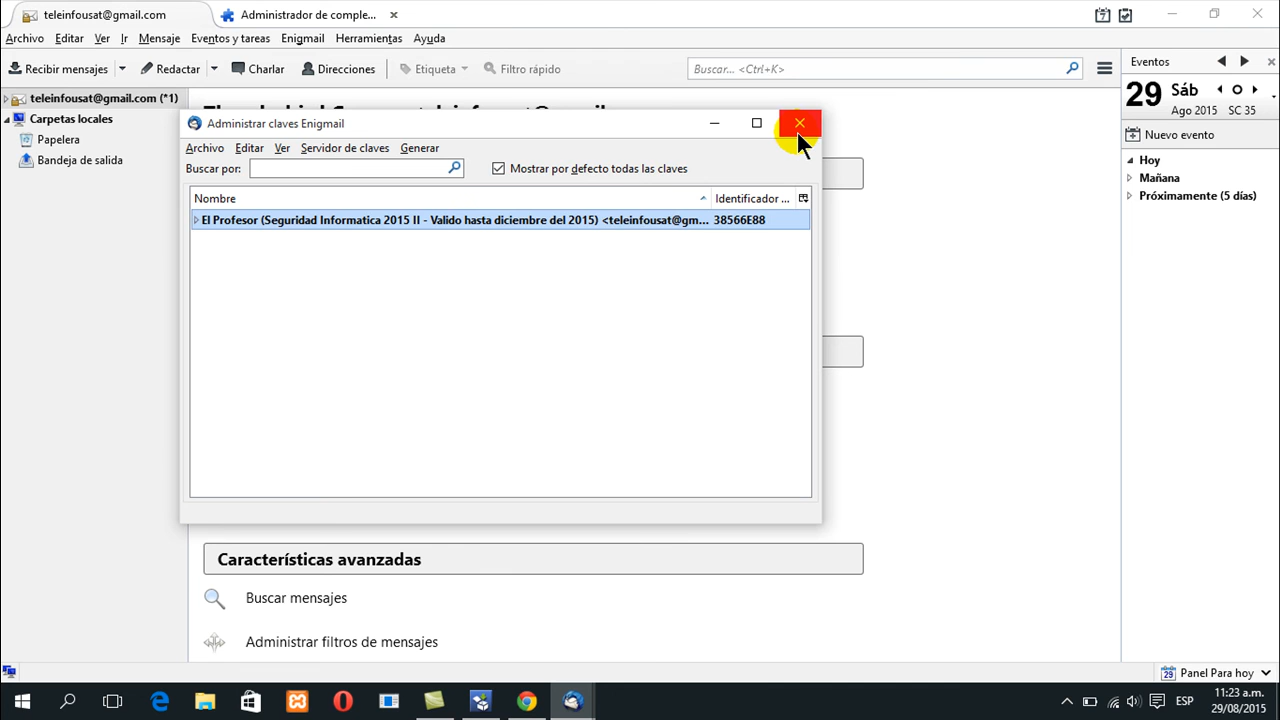 teleinfousat@gmail.com
Administrador de comple...
Archivo Editar Ver Ir Mensaje Eventos y tareas Enigmail Herramientas Ayuda
Recibir mensajes Redactar Charlar Direcciones Etiqueta Filtro rápido Buscar... <Ctrl+K>
Eventos
teleinfousat@gmail.com (*1)
Carpetas locales
Papelera
Bandeja de salida
Administrar claves Enigmail
Archivo Editar Ver Servidor de claves Generar
Buscar por: Mostrar por defecto todas las claves
Nombre Identificador ...
El Profesor (Seguridad Informatica 2015 II - Valido hasta diciembre del 2015) <teleinfousat@gm... 38566E88
Características avanzadas
Buscar mensajes
Administrar filtros de mensajes
29 Sáb
Ago 2015 SC 35
Nuevo evento
Hoy
Mañana
Próximamente (5 días)
29 Panel Para hoy
ESP
11:23 a.m.
29/08/2015